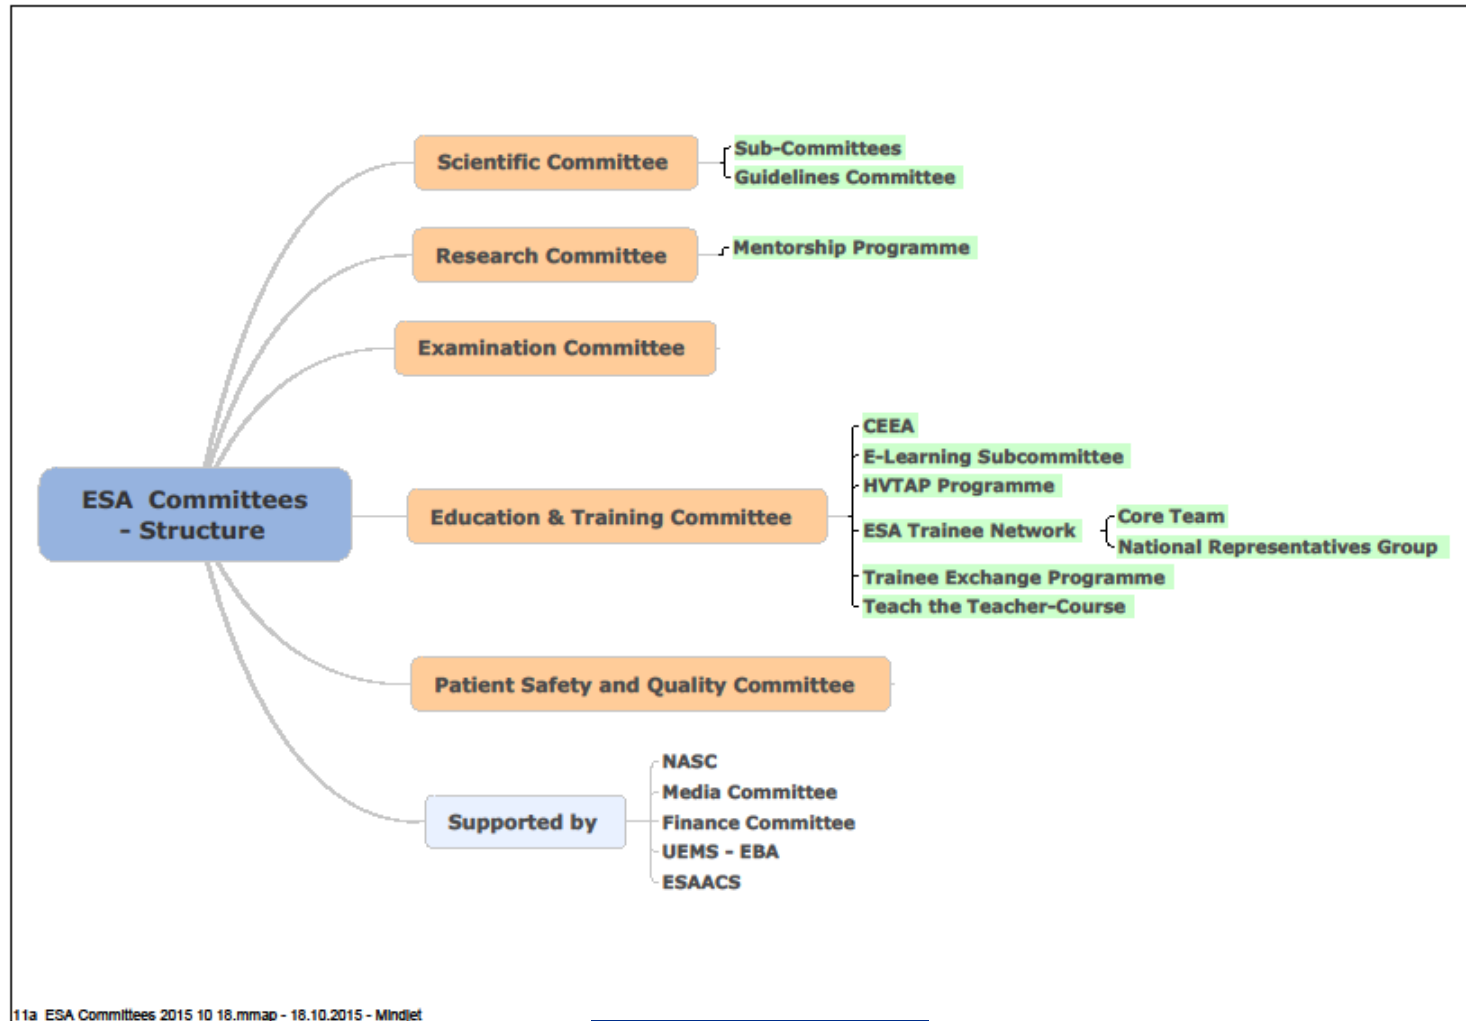 Scientific Committee
Sub-Committees
Guidelines Committee
Research Committee
Mentorship Programme
Examination Committee
ESA Committees
- Structure
Education & Training Committee
CEEA
E-Learning Subcommittee
HVTAP Programme
ESA Trainee Network
Core Team
National Representatives Group
Trainee Exchange Programme
Teach the Teacher-Course
Patient Safety and Quality Committee
Supported by
NASC
Media Committee
Finance Committee
UEMS - EBA
ESAACS
11a ESA Committees 2015 10 18.mmap - 18.10.2015 - Mindjet